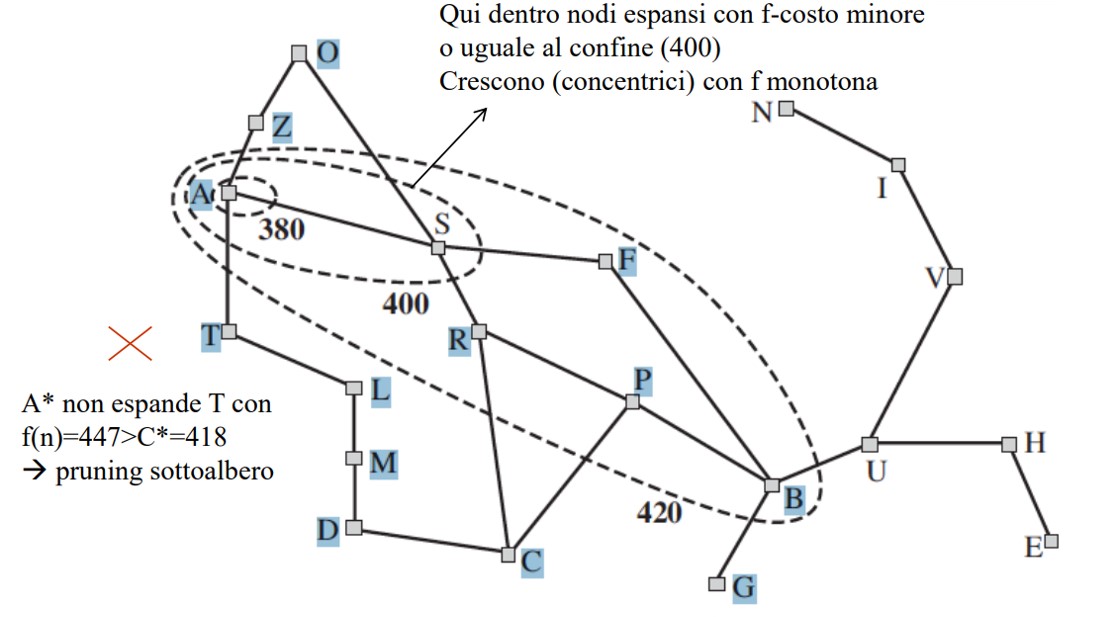 Qui dentro nodi espansi con f-costo minore
o uguale al confine (400)
Crescono (concentrici) con f monotona
O
N
Z
I
A
380
S
F
V
400
T
R
P
A* non espande T con
f(n)=447>C*=418
→ pruning sottoalbero
L
M
H
U
B
420
D
C
E
G